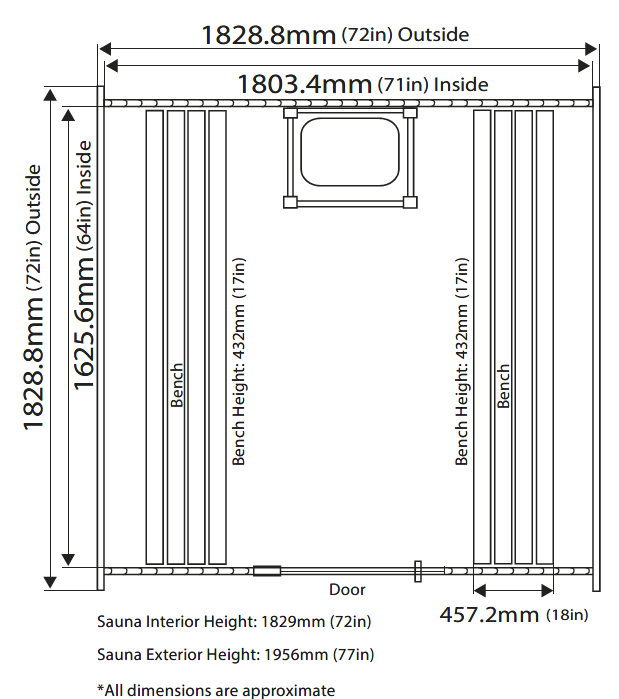 1828.8mm (72in) Outside
1803.4mm (71in) Inside
1828.8mm (72in) Outside
1625.6mm (64in) Inside
Bench
Bench Height: 432mm (17in)
Bench Height: 432mm (17in)
Bench
Door
457.2mm (18in)
Sauna Interior Height: 1829mm (72in)
Sauna Exterior Height: 1956mm (77in)
*All dimensions are approximate